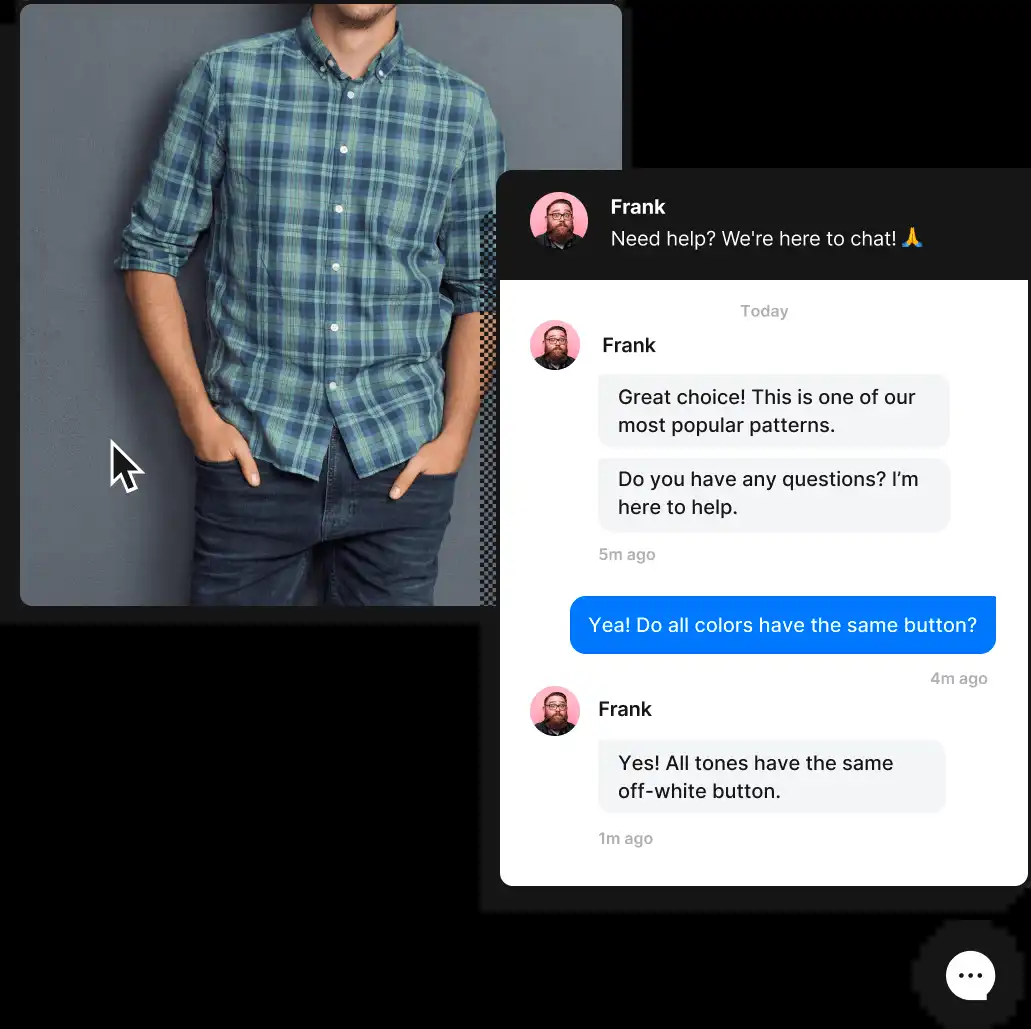 Frank
Need help? We're here to chat! 🙏
Today
Frank
Great choice! This is one of our
most popular patterns.
Do you have any questions? I’m
here to help.
5m ago
Yea! Do all colors have the same button?
4m ago
Frank
Yes! All tones have the same
off-white button.
1m ago